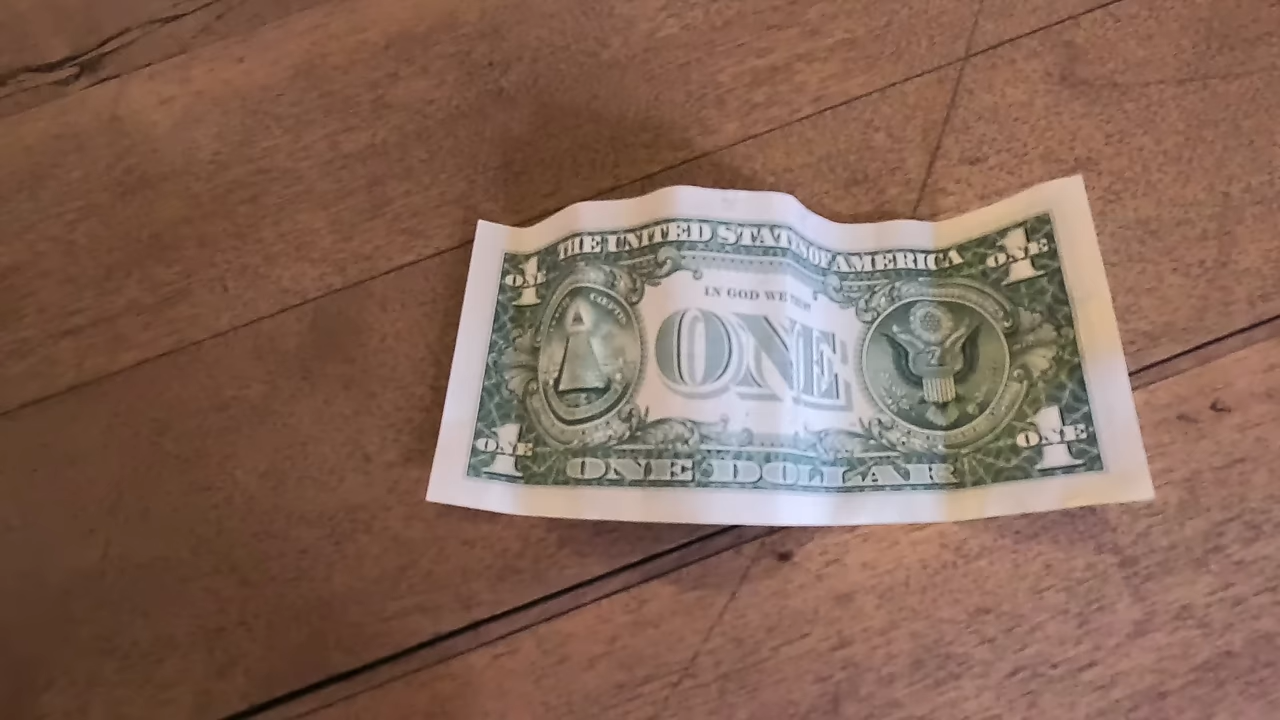 THE UNITED STATES OF AMERICA
ONE
ONE
IN GOD WE TRUST
ONE
ONE
ONE
ONE DOLLAR